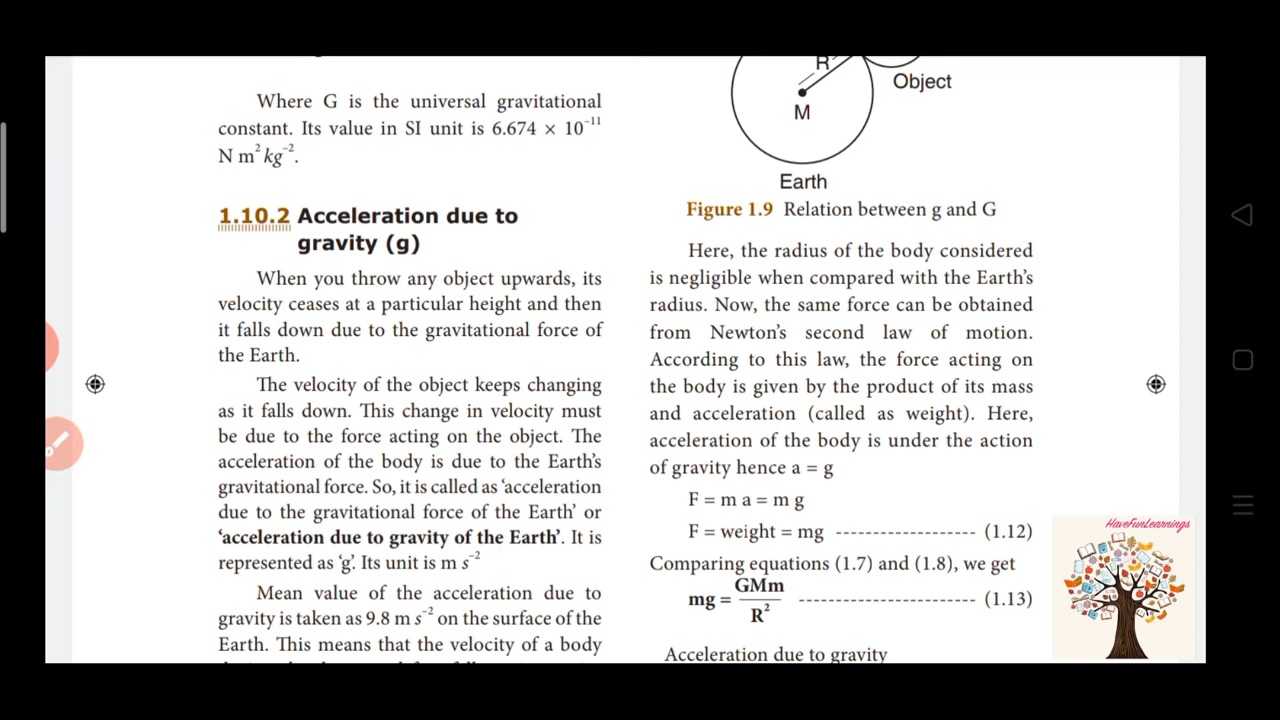 Where G is the universal gravitational
constant. Its value in SI unit is 6.674 × 10⁻¹¹
N m² kg⁻².
1.10.2 Acceleration due to
gravity (g)
When you throw any object upwards, its
velocity ceases at a particular height and then
it falls down due to the gravitational force of
the Earth.
The velocity of the object keeps changing
as it falls down. This change in velocity must
be due to the force acting on the object. The
acceleration of the body is due to the Earth's
gravitational force. So, it is called as 'acceleration
due to the gravitational force of the Earth' or
'acceleration due to gravity of the Earth'. It is
represented as 'g'. Its unit is m s⁻²
Mean value of the acceleration due to
gravity is taken as 9.8 m s⁻² on the surface of the
Earth. This means that the velocity of a body
R
Object
M
Earth
Figure 1.9 Relation between g and G
Here, the radius of the body considered
is negligible when compared with the Earth's
radius. Now, the same force can be obtained
from Newton's second law of motion.
According to this law, the force acting on
the body is given by the product of its mass
and acceleration (called as weight). Here,
acceleration of the body is under the action
of gravity hence a = g
F = m a = m g
F = weight = mg -------------------- (1.12)
Comparing equations (1.7) and (1.8), we get
mg = GMm / R² ------------------------- (1.13)
Acceleration due to gravity
HaveFunLearnings